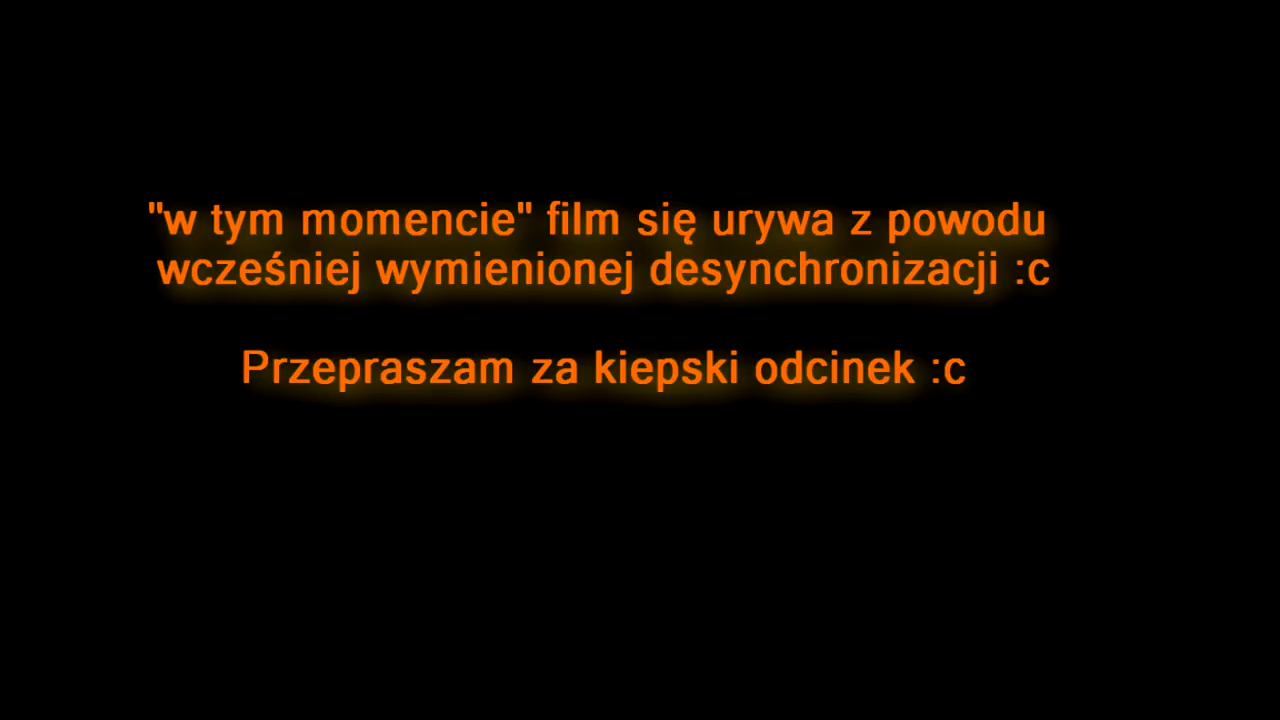 "w tym momencie" film się urywa z powodu
wcześniej wymienionej desynchronizacji :c
Przepraszam za kiepski odcinek :c